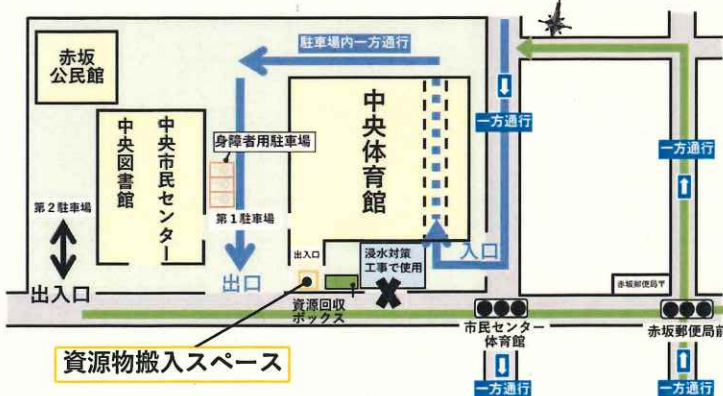 赤坂
公民館
駐車場内一方通行
一方通行
一方通行
中央図書館
中央市民センター
身障者用駐車場
中央体育館
第2駐車場
第1駐車場
出入口
出口
出入口
浸水対策
工事で使用
入口
資源回収
ボックス
赤坂郵便局〒
市民センター
体育館
赤坂郵便局前
資源物搬入スペース
一方通行
一方通行